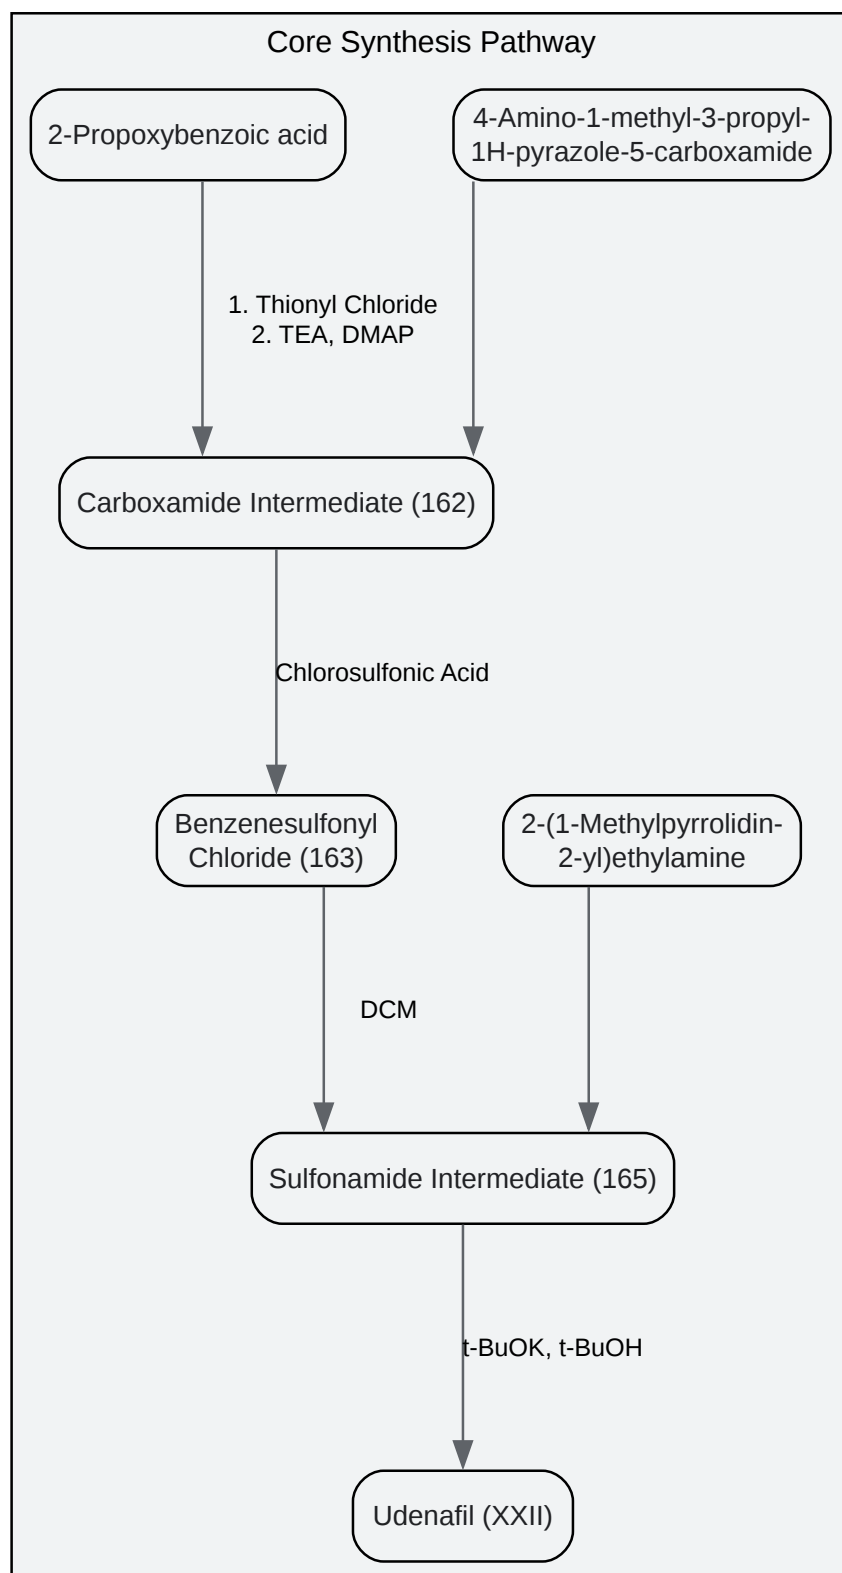 Core Synthesis Pathway
2-Propoxybenzoic acid
4-Amino-1-methyl-3-propyl-
1H-pyrazole-5-carboxamide
1. Thionyl Chloride
2. TEA, DMAP
Carboxamide Intermediate (162)
Chlorosulfonic Acid
Benzenesulfonyl
Chloride (163)
2-(1-Methylpyrrolidin-
2-yl)ethylamine
DCM
Sulfonamide Intermediate (165)
t-BuOK, t-BuOH
Udenafil (XXII)